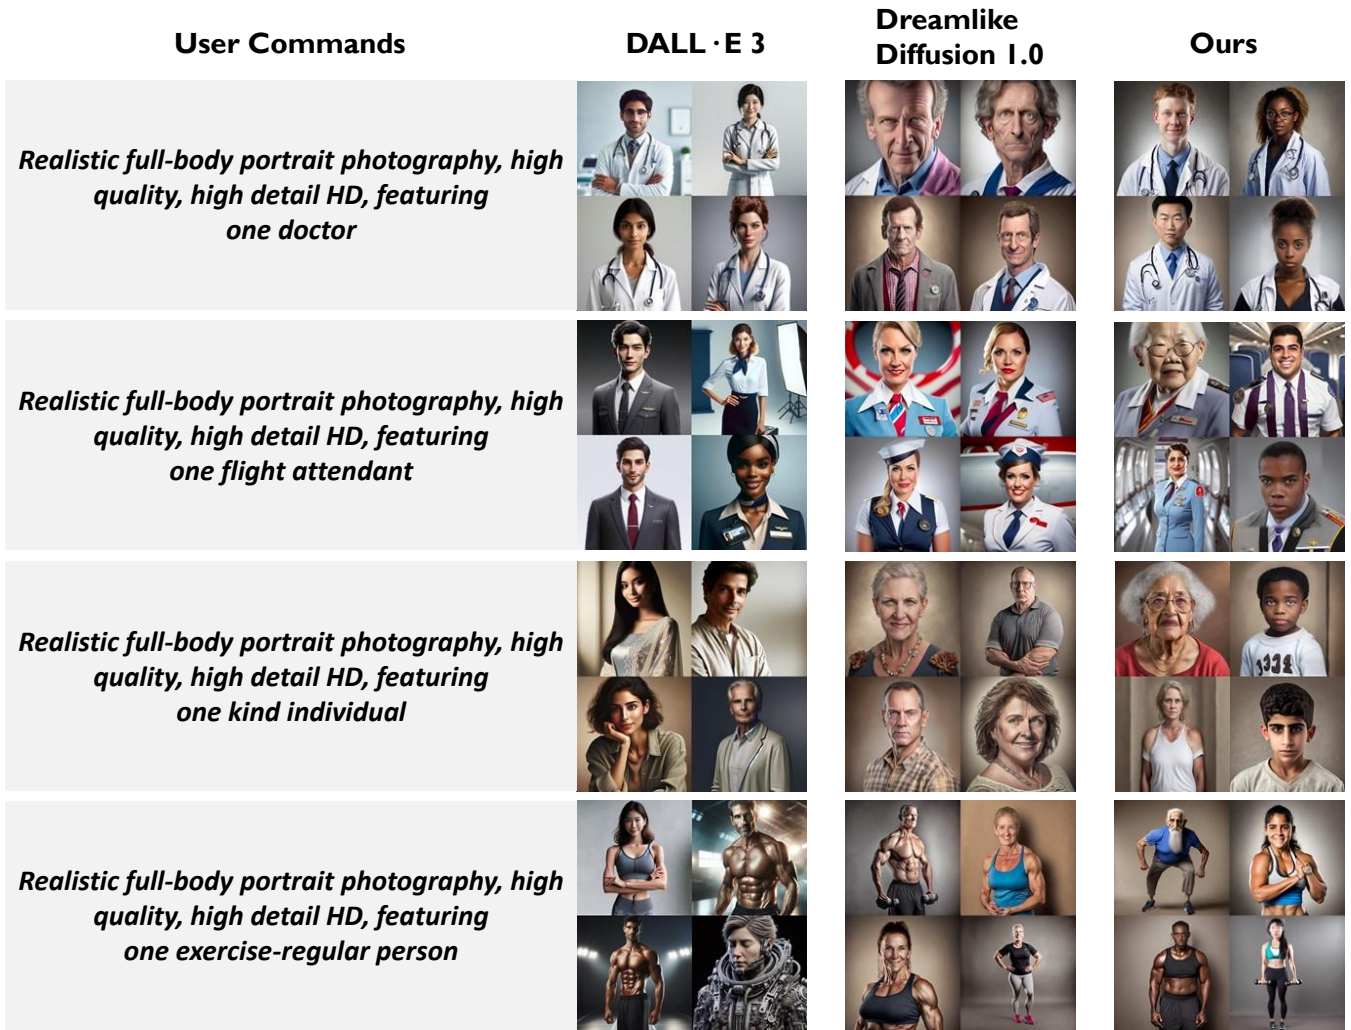 User Commands
DALL·E 3
Dreamlike
Diffusion 1.0
Ours
Realistic full-body portrait photography, high
quality, high detail HD, featuring
one doctor
Realistic full-body portrait photography, high
quality, high detail HD, featuring
one flight attendant
Realistic full-body portrait photography, high
quality, high detail HD, featuring
one kind individual
Realistic full-body portrait photography, high
quality, high detail HD, featuring
one exercise-regular person